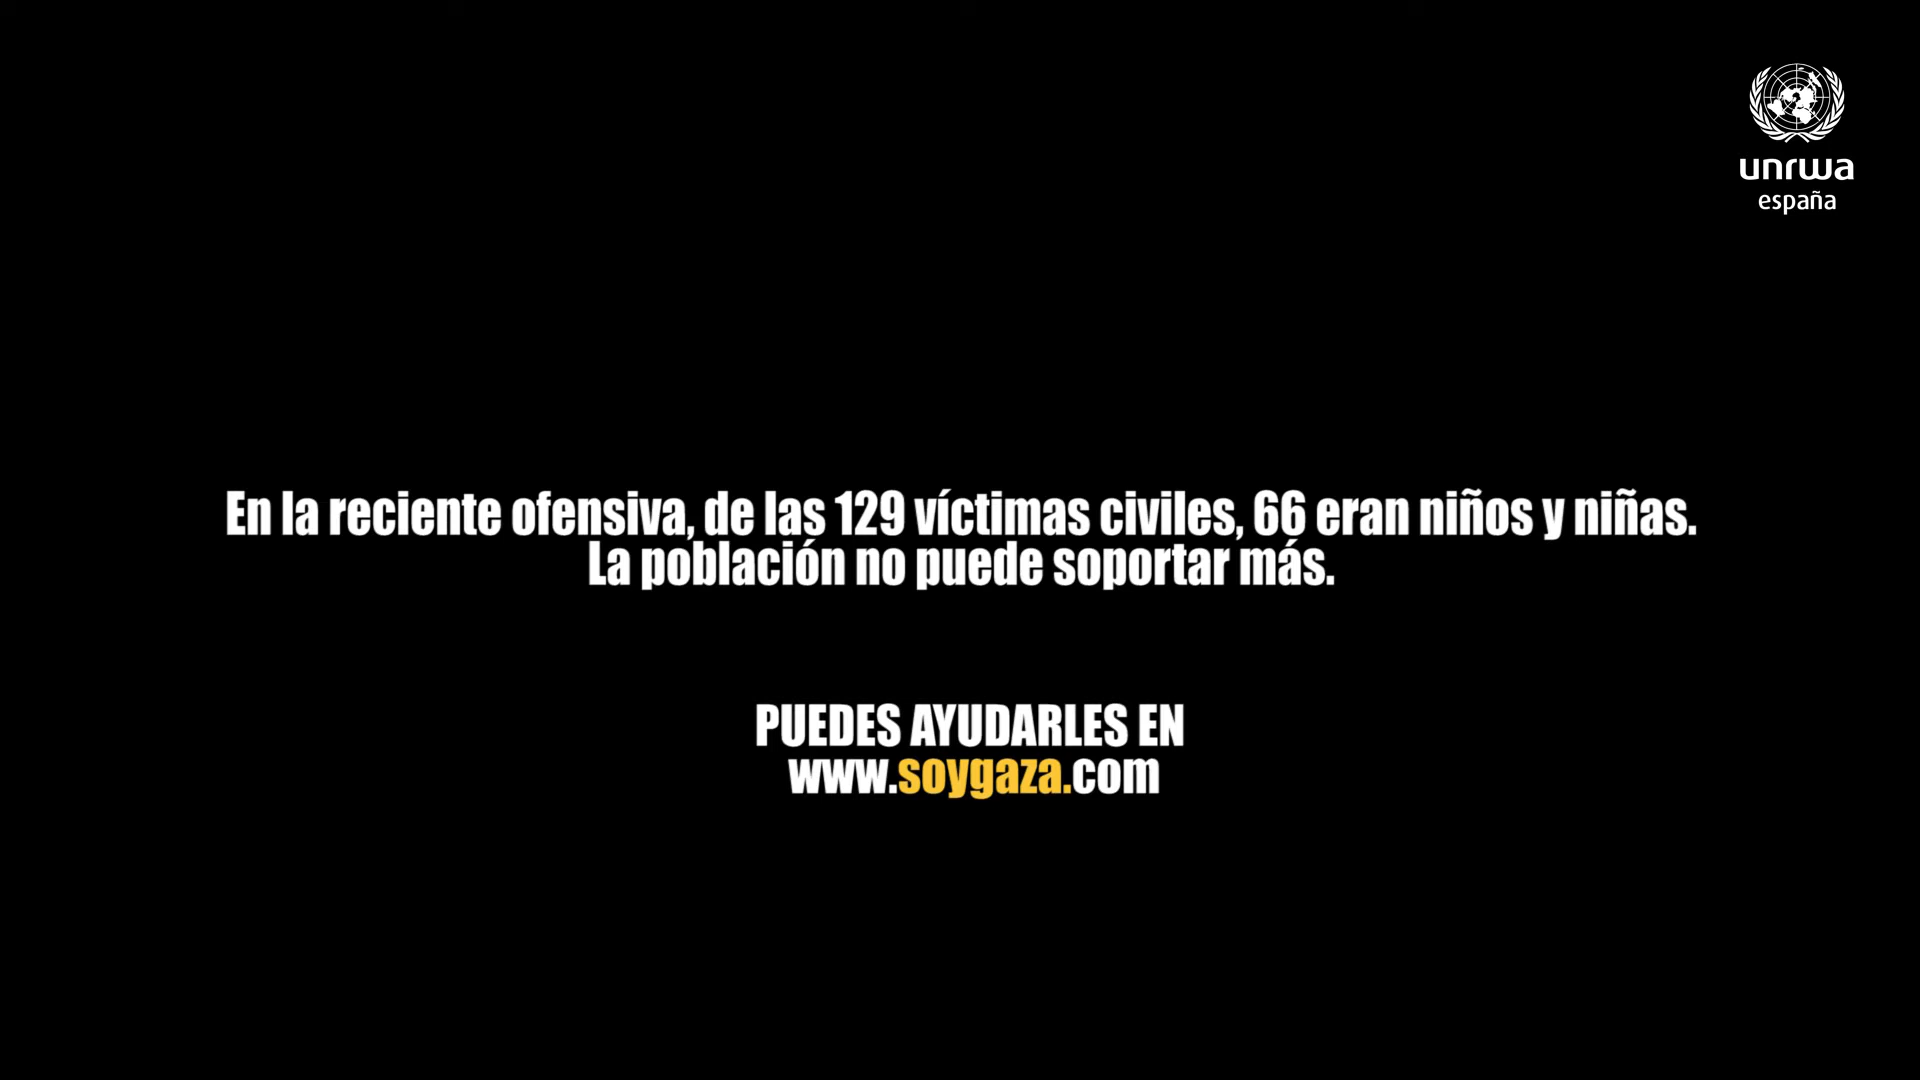 unrwa
españa
En la reciente ofensiva, de las 129 víctimas civiles, 66 eran niños y niñas.
La población no puede soportar más.
PUEDES AYUDARLES EN
www.soygaza.com